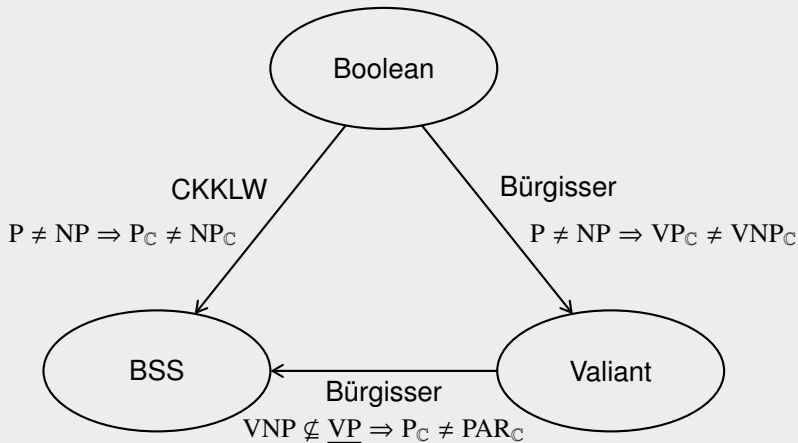 Boolean
CKKLW
Bürgisser
P ≠ NP ⇒ P_ℂ ≠ NP_ℂ
P ≠ NP ⇒ VP_ℂ ≠ VNP_ℂ
BSS
Valiant
Bürgisser
VNP ⊈ <u>VP</u> ⇒ P_ℂ ≠ PAR_ℂ